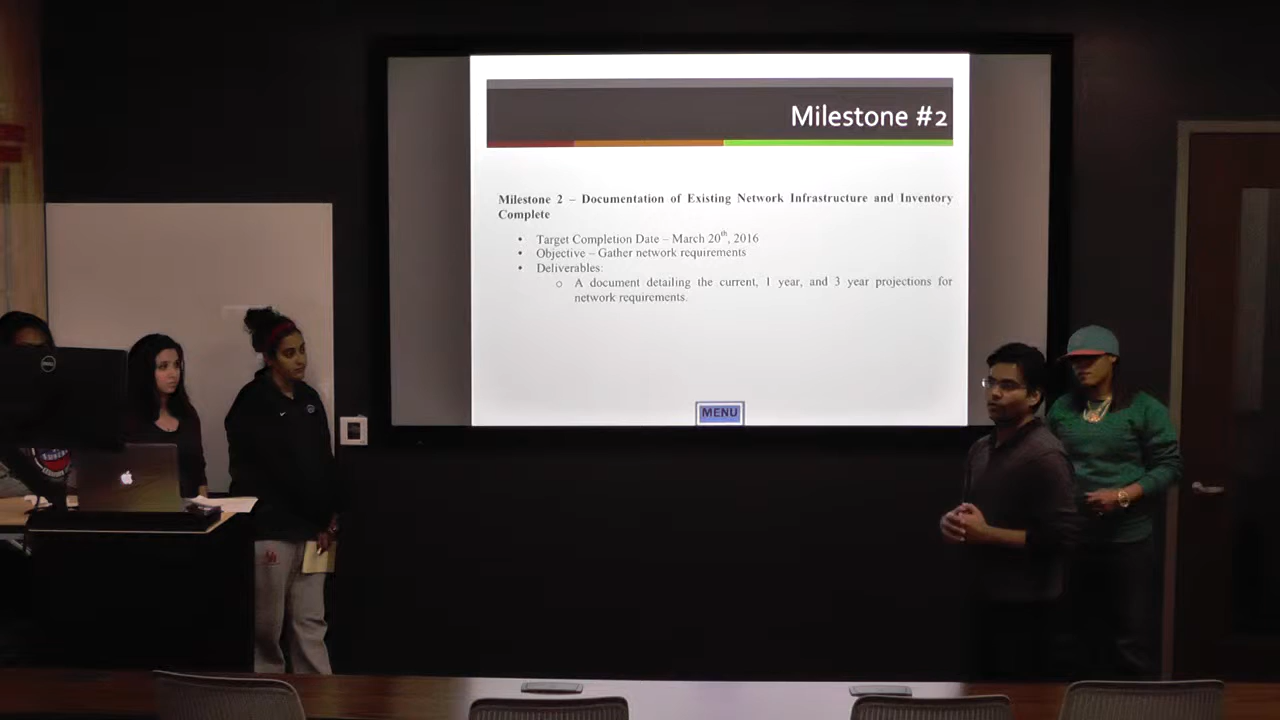 Milestone #2
Milestone 2 – Documentation of Existing Network Infrastructure and Inventory
Complete
• Target Completion Date – March 20th, 2016
• Objective – Gather network requirements
• Deliverables:
o A document detailing the current, 1 year, and 3 year projections for
network requirements.
MENU
DELL